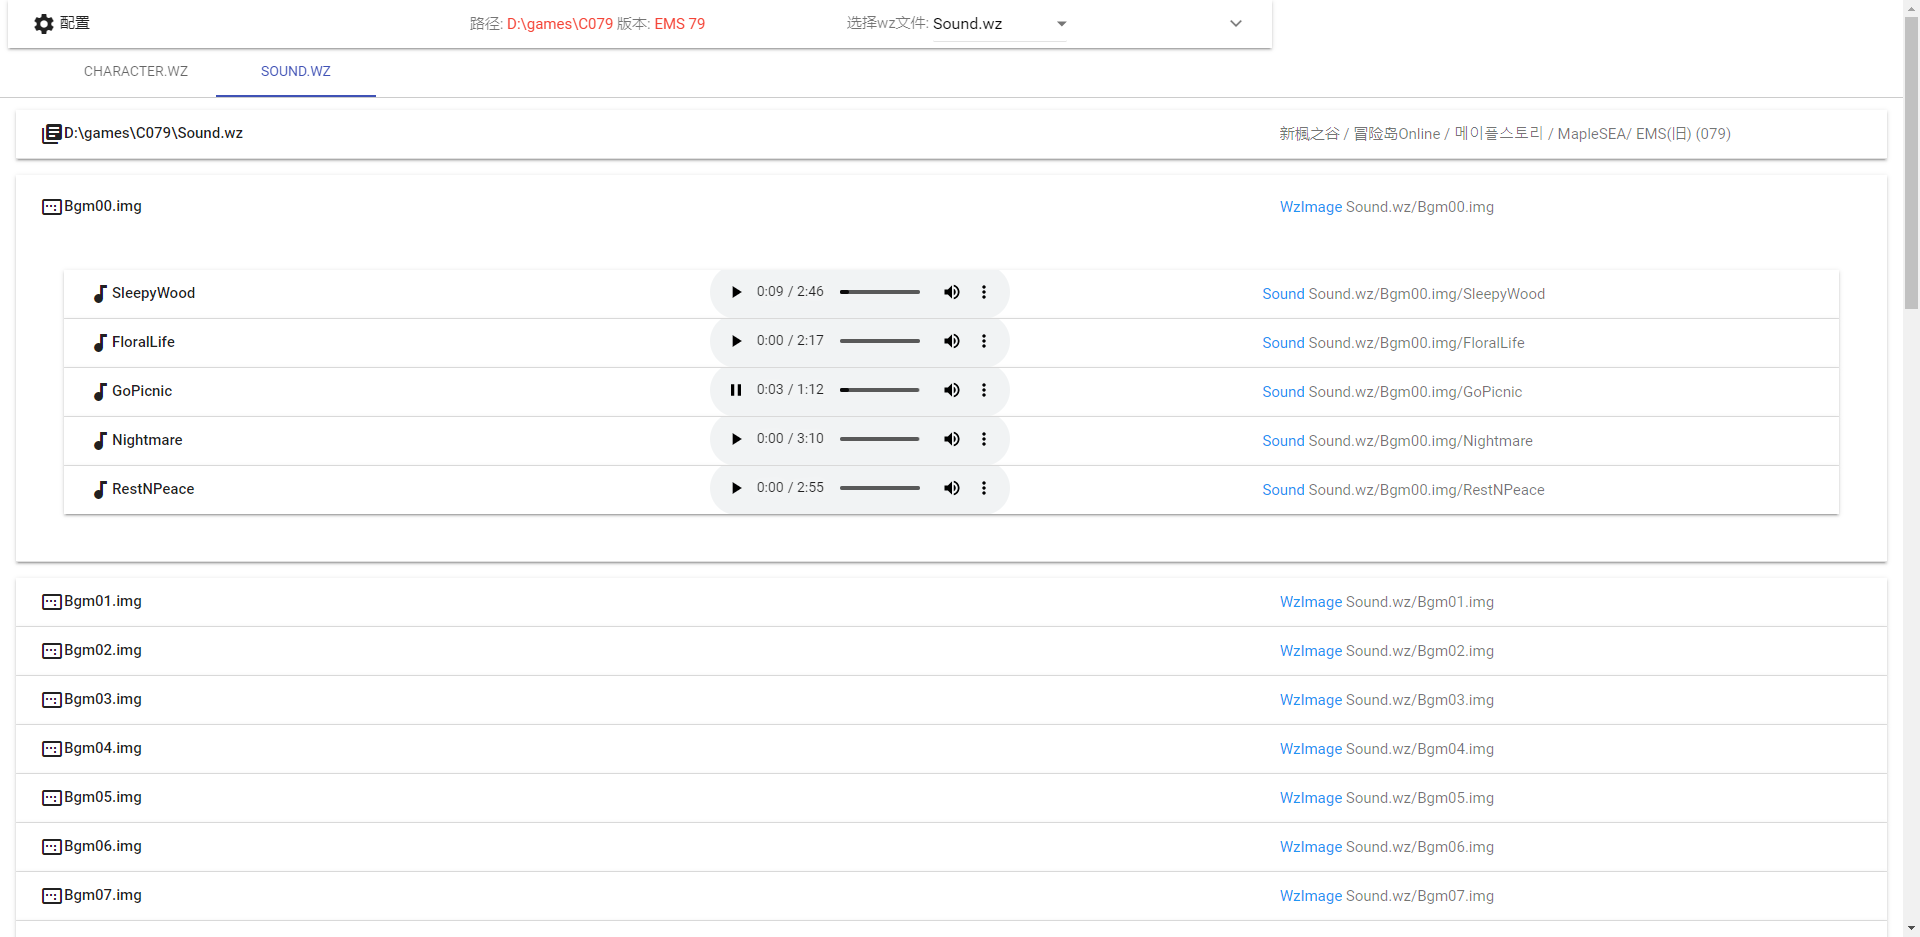 配置 路径: D:\games\C079 版本: EMS 79 选择wz文件: Sound.wz
CHARACTER.WZ SOUND.WZ
D:\games\C079\Sound.wz 新楓之谷 / 冒险岛Online / 메이플스토리 / MapleSEA/ EMS(旧) (079)
Bgm00.img WzImage Sound.wz/Bgm00.img
SleepyWood 0:09 / 2:46 Sound Sound.wz/Bgm00.img/SleepyWood
FloralLife 0:00 / 2:17 Sound Sound.wz/Bgm00.img/FloralLife
GoPicnic 0:03 / 1:12 Sound Sound.wz/Bgm00.img/GoPicnic
Nightmare 0:00 / 3:10 Sound Sound.wz/Bgm00.img/Nightmare
RestNPeace 0:00 / 2:55 Sound Sound.wz/Bgm00.img/RestNPeace
Bgm01.img WzImage Sound.wz/Bgm01.img
Bgm02.img WzImage Sound.wz/Bgm02.img
Bgm03.img WzImage Sound.wz/Bgm03.img
Bgm04.img WzImage Sound.wz/Bgm04.img
Bgm05.img WzImage Sound.wz/Bgm05.img
Bgm06.img WzImage Sound.wz/Bgm06.img
Bgm07.img WzImage Sound.wz/Bgm07.img